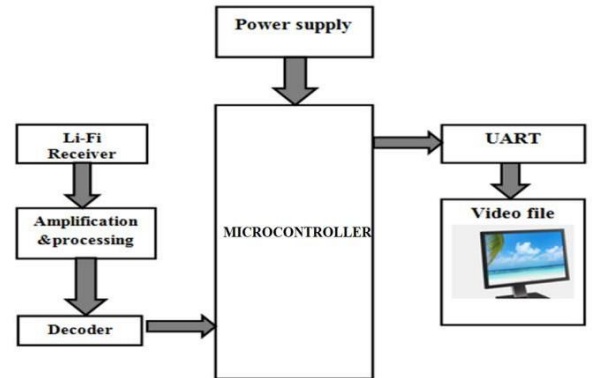 Power supply
Li-Fi
Receiver
Amplification
&processing
Decoder
MICROCONTROLLER
UART
Video file